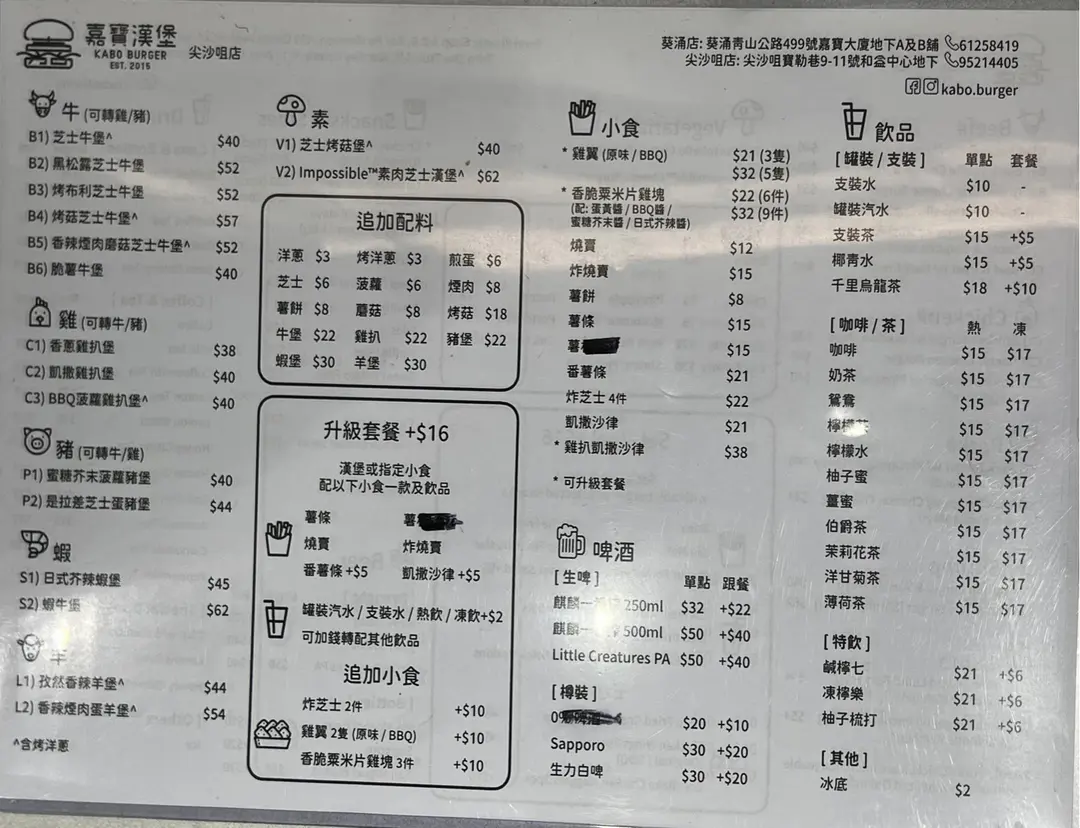 嘉寶漢堡
KABO BURGER
EST. 2015
尖沙咀店
葵涌店: 葵涌青山公路499號嘉寶大廈地下A及B舖 61258419
尖沙咀店: 尖沙咀寶勒巷9-11號和益中心地下 95214405
kabo.burger
牛 (可轉雞/豬)
B1) 芝士牛堡^ $40
B2) 黑松露芝士牛堡 $52
B3) 烤布利芝士牛堡 $52
B4) 烤菇芝士牛堡^ $57
B5) 香辣煙肉磨菇芝士牛堡^ $52
B6) 脆薯牛堡 $40
雞 (可轉牛/豬)
C1) 香蔥雞扒堡 $38
C2) 凱撒雞扒堡 $40
C3) BBQ菠蘿雞扒堡^ $40
豬 (可轉牛/雞)
P1) 蜜糖芥末菠蘿豬堡 $40
P2) 是拉差芝士蛋豬堡 $44
蝦
S1) 日式芥辣蝦堡 $45
S2) 蝦牛堡 $62
羊
L1) 孜然香辣羊堡^ $44
L2) 香辣煙肉蛋羊堡^ $54
^含烤洋蔥
素
V1) 芝士烤菇堡^ $40
V2) Impossible™素肉芝士漢堡^ $62
追加配料
洋蔥 $3 烤洋蔥 $3 煎蛋 $6
芝士 $6 菠蘿 $6 煙肉 $8
薯餅 $8 蘑菇 $8 烤菇 $18
牛堡 $22 雞扒 $22 豬堡 $22
蝦堡 $30 羊堡 $30
升級套餐 +$16
漢堡或指定小食
配以下小食一款及飲品
薯條 薯
燒賣 炸燒賣
番薯條 +$5 凱撒沙律 +$5
罐裝汽水 / 支裝水 / 熱飲 / 凍飲+$2
可加錢轉配其他飲品
追加小食
炸芝士 2件 +$10
雞翼 2隻 (原味 / BBQ) +$10
香脆粟米片雞塊 3件 +$10
小食
* 雞翼 (原味 / BBQ) $21 (3隻)
$32 (5隻)
* 香脆粟米片雞塊 $22 (6件)
(配: 蛋黃醬 / BBQ醬 / $32 (9件)
蜜糖芥末醬 / 日式芥辣醬)
燒賣 $12
炸燒賣 $15
薯餅 $8
薯條 $15
薯 $15
番薯條 $21
炸芝士 4件 $22
凱撒沙律 $21
* 雞扒凱撒沙律 $38
* 可升級套餐
啤酒
[ 生啤 ] 單點 跟餐
麒麟一 250ml $32 +$22
麒麟一 500ml $50 +$40
Little Creatures PA $50 +$40
[ 樽裝 ]
0% $20 +$10
Sapporo $30 +$20
生力白啤 $30 +$20
飲品
[ 罐裝 / 支裝 ] 單點 套餐
支裝水 $10 -
罐裝汽水 $10 -
支裝茶 $15 +$5
椰青水 $15 +$5
千里烏龍茶 $18 +$10
[ 咖啡 / 茶 ] 熱 凍
咖啡 $15 $17
奶茶 $15 $17
鴛鴦 $15 $17
檸檬茶 $15 $17
檸檬水 $15 $17
柚子蜜 $15 $17
薑蜜 $15 $17
伯爵茶 $15 $17
茉莉花茶 $15 $17
洋甘菊茶 $15 $17
薄荷茶 $15 $17
[ 特飲 ]
鹹檸七 $21 +$6
凍檸樂 $21 +$6
柚子梳打 $21 +$6
[ 其他 ]
冰底 $2